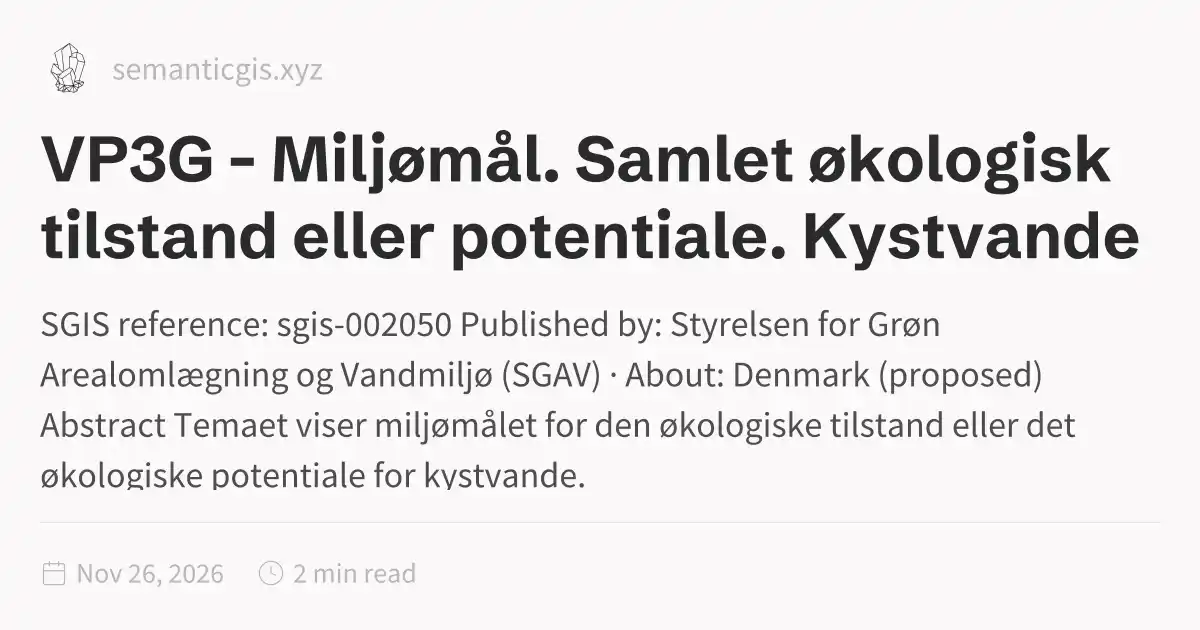 semanticgis.xyz
VP3G - Miljømål. Samlet økologisk
tilstand eller potentiale. Kystvande
SGIS reference: sgis-002050 Published by: Styrelsen for Grøn
Arealomlægning og Vandmiljø (SGAV) · About: Denmark (proposed)
Abstract Temaet viser miljømålet for den økologiske tilstand eller det
økologiske potentiale for kystvande.
Nov 26, 2026
2 min read